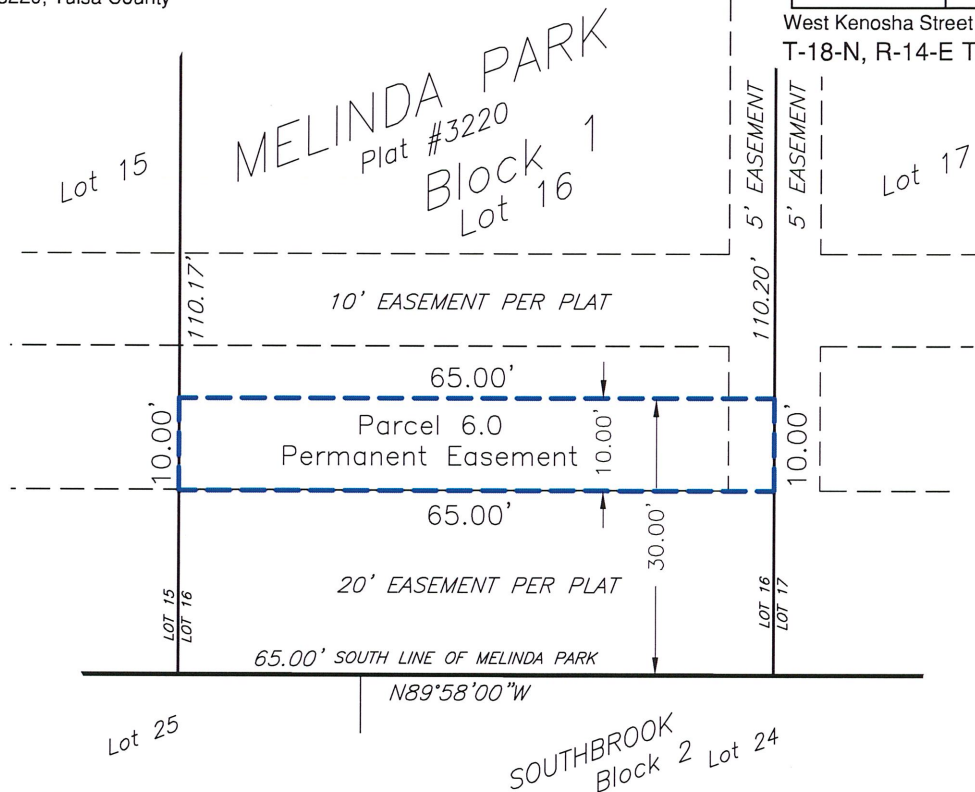 3220, Tulsa County
West Kenosha Street
T-18-N, R-14-E T
MELINDA PARK
Plat #3220
Block 1
Lot 16
Lot 15
5' EASEMENT
5' EASEMENT
Lot 17
110.17'
10' EASEMENT PER PLAT
110.20'
65.00'
10.00'
Parcel 6.0
Permanent Easement
10.00'
10.00'
65.00'
30.00'
20' EASEMENT PER PLAT
LOT 15
LOT 16
LOT 16
LOT 17
65.00' SOUTH LINE OF MELINDA PARK
N89°58'00"W
Lot 25
SOUTHBROOK
Block 2 Lot 24